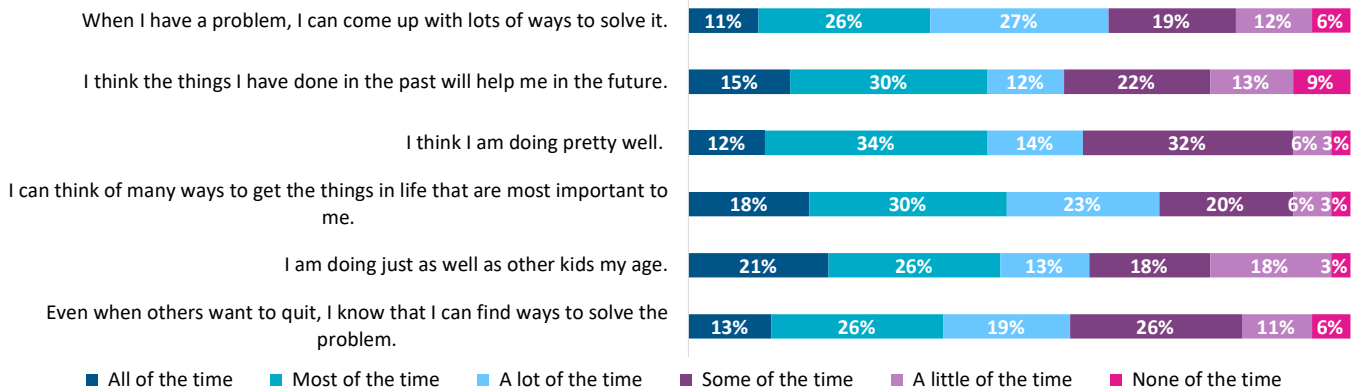 When I have a problem, I can come up with lots of ways to solve it.
11% 26% 27% 19% 12% 6%
I think the things I have done in the past will help me in the future.
15% 30% 12% 22% 13% 9%
I think I am doing pretty well.
12% 34% 14% 32% 6% 3%
I can think of many ways to get the things in life that are most important to
me.
18% 30% 23% 20% 6% 3%
I am doing just as well as other kids my age.
21% 26% 13% 18% 18% 3%
Even when others want to quit, I know that I can find ways to solve the
problem.
13% 26% 19% 26% 11% 6%
All of the time Most of the time A lot of the time Some of the time A little of the time None of the time